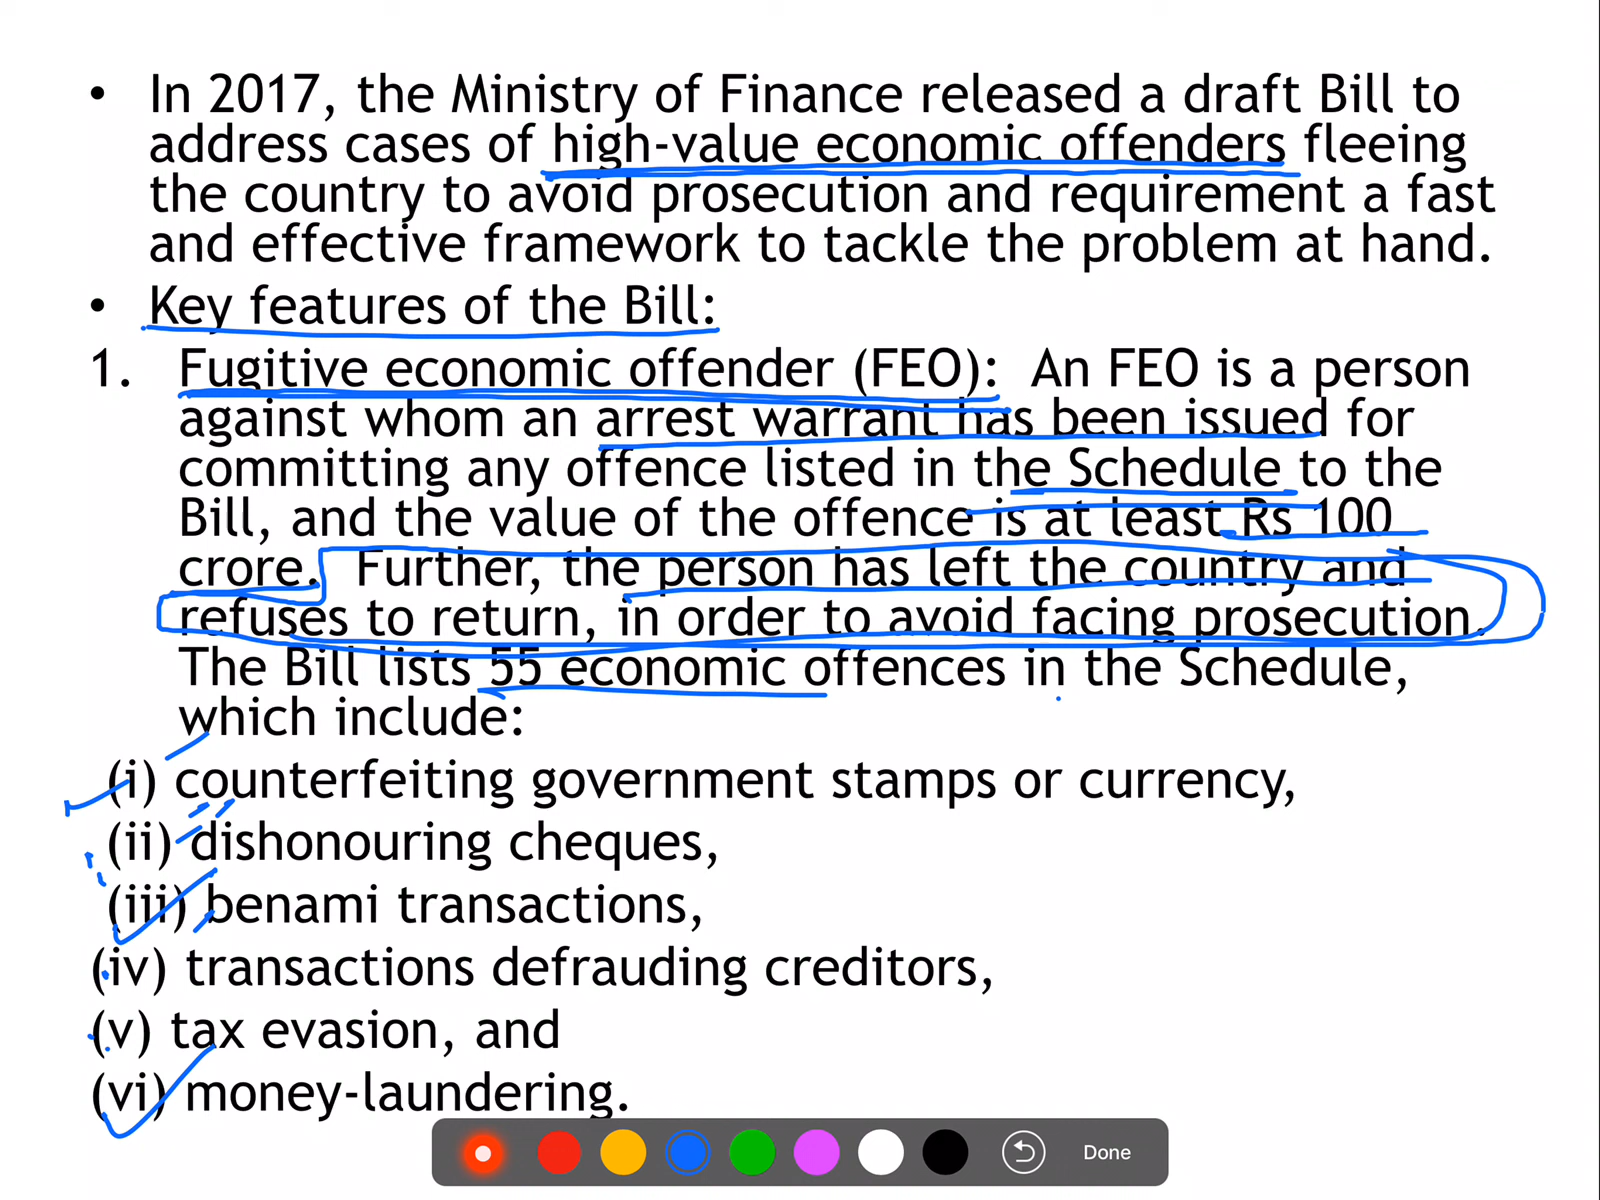 • In 2017, the Ministry of Finance released a draft Bill to
address cases of high-value economic offenders fleeing
the country to avoid prosecution and requirement a fast
and effective framework to tackle the problem at hand.
• Key features of the Bill:
1. Fugitive economic offender (FEO): An FEO is a person
against whom an arrest warrant has been issued for
committing any offence listed in the Schedule to the
Bill, and the value of the offence is at least Rs 100
crore. Further, the person has left the country and
refuses to return, in order to avoid facing prosecution.
The Bill lists 55 economic offences in the Schedule,
which include:
(i) counterfeiting government stamps or currency,
(ii) dishonouring cheques,
(iii) benami transactions,
(iv) transactions defrauding creditors,
(v) tax evasion, and
(vi) money-laundering.
Done